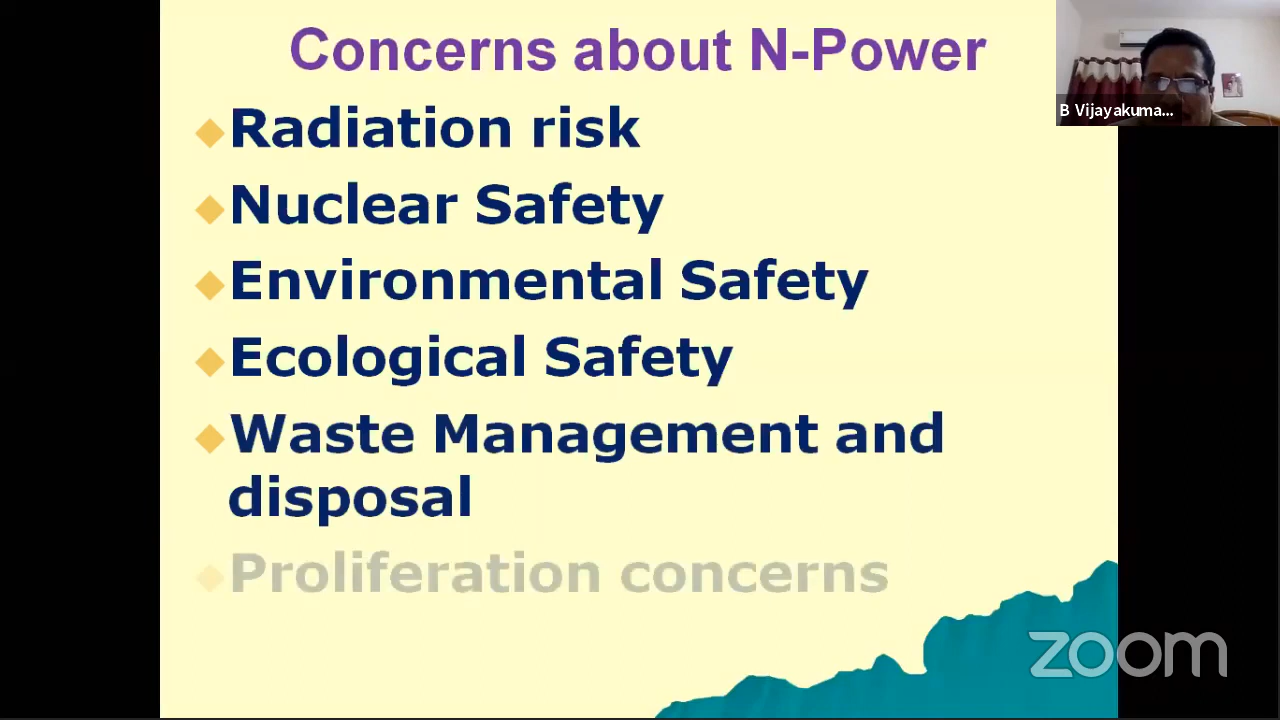 Concerns about N-Power
Radiation risk
Nuclear Safety
Environmental Safety
Ecological Safety
Waste Management and
disposal
Proliferation concerns
B Vijayakuma...
zoom